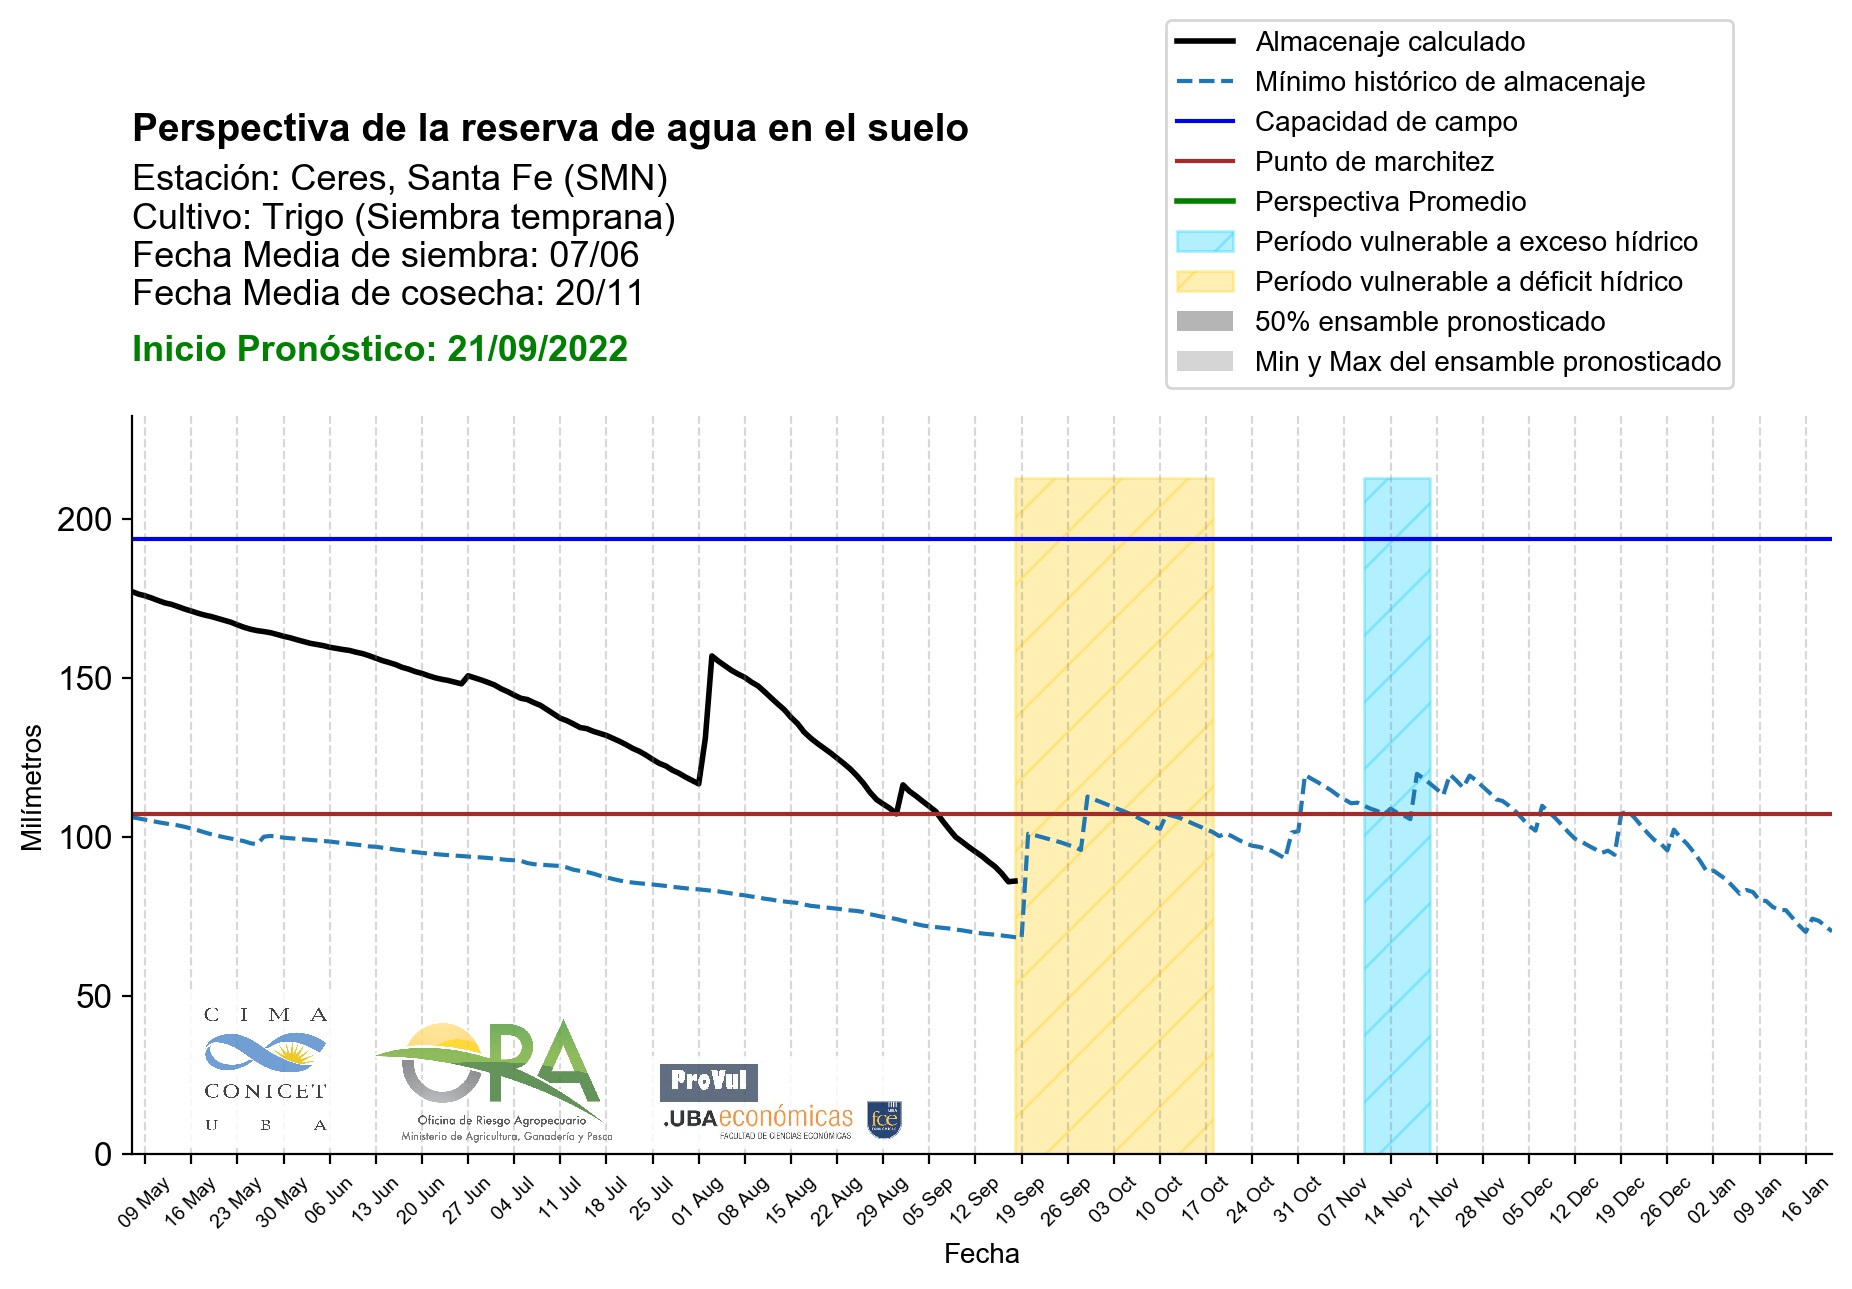 Almacenaje calculado
Mínimo histórico de almacenaje
Capacidad de campo
Punto de marchitez
Perspectiva Promedio
Período vulnerable a exceso hídrico
Período vulnerable a déficit hídrico
50% ensamble pronosticado
Min y Max del ensamble pronosticado
Perspectiva de la reserva de agua en el suelo
Estación: Ceres, Santa Fe (SMN)
Cultivo: Trigo (Siembra temprana)
Fecha Media de siembra: 07/06
Fecha Media de cosecha: 20/11
Inicio Pronóstico: 21/09/2022
200
150
100
50
0
Milímetros
CIMA
CONICET
UBA
OPA
Oficina de Riesgo Agropecuario
Ministerio de Agricultura, Ganadería y Pesca
ProVul
.UBAeconómicas
FACULTAD DE CIENCIAS ECONÓMICAS
fce
09 May
16 May
23 May
30 May
06 Jun
13 Jun
20 Jun
27 Jun
04 Jul
11 Jul
18 Jul
25 Jul
01 Aug
08 Aug
15 Aug
22 Aug
29 Aug
05 Sep
12 Sep
19 Sep
26 Sep
03 Oct
10 Oct
17 Oct
24 Oct
31 Oct
07 Nov
14 Nov
21 Nov
28 Nov
05 Dec
12 Dec
19 Dec
26 Dec
02 Jan
09 Jan
16 Jan
Fecha